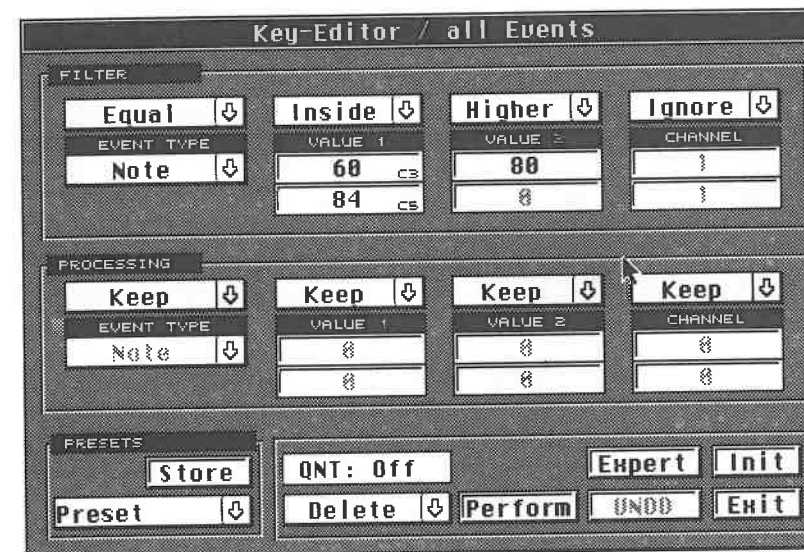 Key-Editor / all Events
FILTER
Equal Inside Higher Ignore
EVENT TYPE VALUE 1 VALUE 2 CHANNEL
Note 60 C3 80 1
84 C5 0 1
PROCESSING
Keep Keep Keep Keep
EVENT TYPE VALUE 1 VALUE 2 CHANNEL
Note 0 0 0
0 0 0
PRESETS
Store QNT: Off Expert Init
Preset Delete Perform UNDO Exit